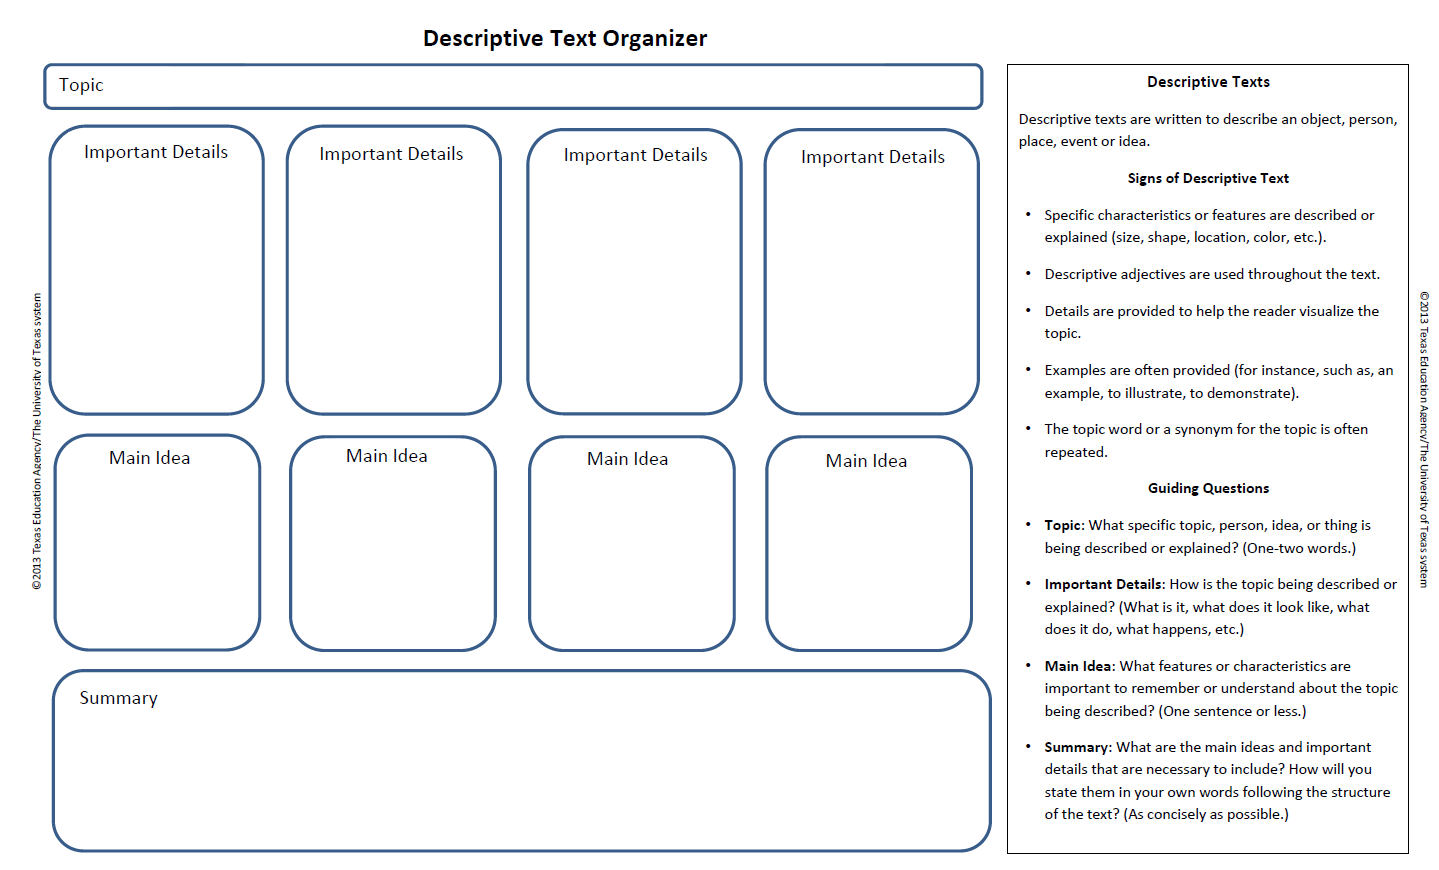 Descriptive Text Organizer
Topic
Important Details
Important Details
Important Details
Important Details
Main Idea
Main Idea
Main Idea
Main Idea
Summary
©2013 Texas Education Agency/The University of Texas system
Descriptive Texts
Descriptive texts are written to describe an object, person,
place, event or idea.
Signs of Descriptive Text
• Specific characteristics or features are described or
explained (size, shape, location, color, etc.).
• Descriptive adjectives are used throughout the text.
• Details are provided to help the reader visualize the
topic.
• Examples are often provided (for instance, such as, an
example, to illustrate, to demonstrate).
• The topic word or a synonym for the topic is often
repeated.
Guiding Questions
• Topic: What specific topic, person, idea, or thing is
being described or explained? (One-two words.)
• Important Details: How is the topic being described or
explained? (What is it, what does it look like, what
does it do, what happens, etc.)
• Main Idea: What features or characteristics are
important to remember or understand about the topic
being described? (One sentence or less.)
• Summary: What are the main ideas and important
details that are necessary to include? How will you
state them in your own words following the structure
of the text? (As concisely as possible.)
©2013 Texas Education Agency/The University of Texas system